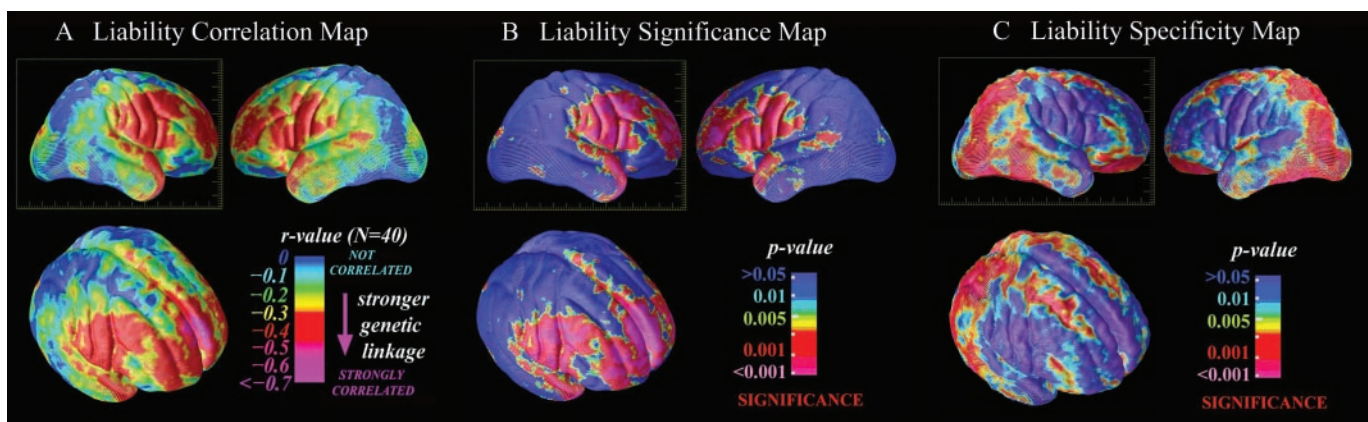 A Liability Correlation Map
B Liability Significance Map
C Liability Specificity Map
r-value (N=40)
0
−0.1
−0.2
−0.3
−0.4
−0.5
−0.6
<−0.7
NOT
CORRELATED
stronger
genetic
linkage
STRONGLY
CORRELATED
p-value
>0.05
0.01
0.005
0.001
<0.001
SIGNIFICANCE
p-value
>0.05
0.01
0.005
0.001
<0.001
SIGNIFICANCE